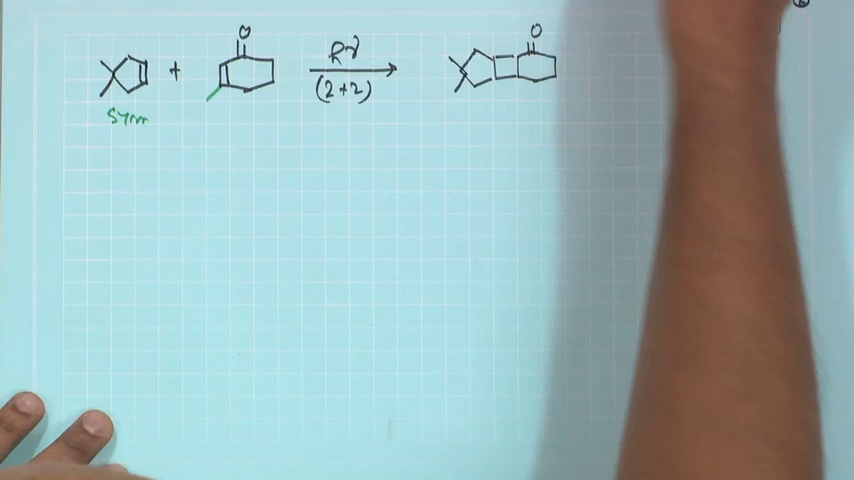 O O
+ hν
(2+2)
Sym